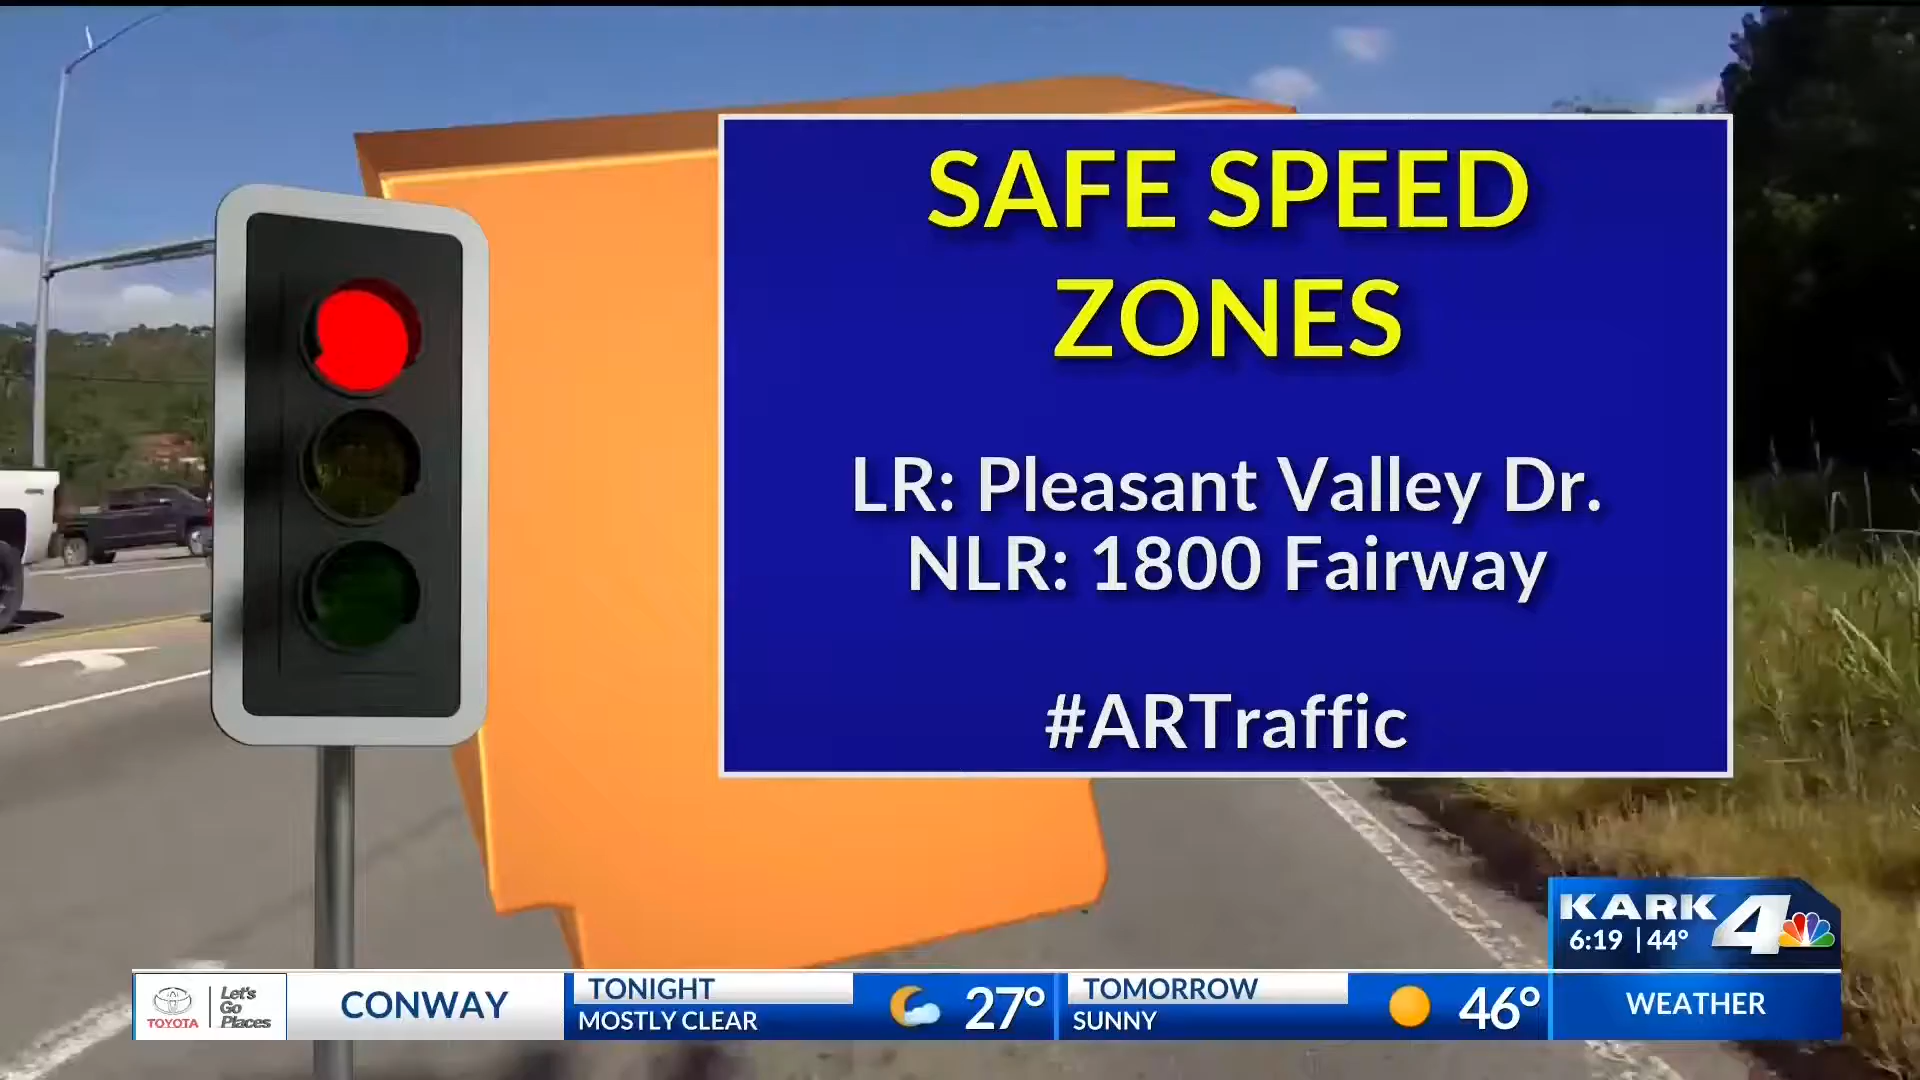 SAFE SPEED
ZONES
LR: Pleasant Valley Dr.
NLR: 1800 Fairway
#ARTraffic
KARK 4
6:19 | 44°
TOYOTA
Let's
Go
Places
CONWAY
TONIGHT
MOSTLY CLEAR
27°
TOMORROW
SUNNY
46°
WEATHER